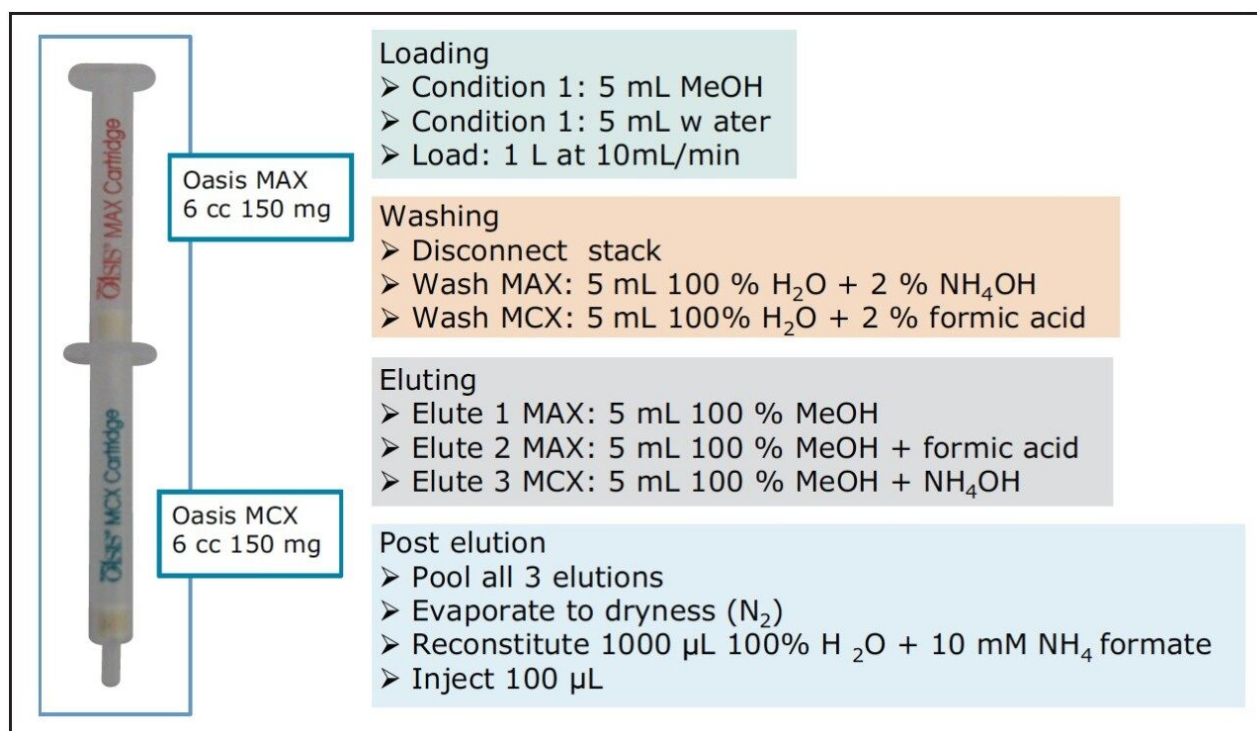 Oasis® MAX Cartridge
Oasis® MCX Cartridge
Oasis MAX
6 cc 150 mg
Oasis MCX
6 cc 150 mg
Loading
➢ Condition 1: 5 mL MeOH
➢ Condition 1: 5 mL w ater
➢ Load: 1 L at 10mL/min
Washing
➢ Disconnect stack
➢ Wash MAX: 5 mL 100 % H₂O + 2 % NH₄OH
➢ Wash MCX: 5 mL 100% H₂O + 2 % formic acid
Eluting
➢ Elute 1 MAX: 5 mL 100 % MeOH
➢ Elute 2 MAX: 5 mL 100 % MeOH + formic acid
➢ Elute 3 MCX: 5 mL 100 % MeOH + NH₄OH
Post elution
➢ Pool all 3 elutions
➢ Evaporate to dryness (N₂)
➢ Reconstitute 1000 µL 100% H ₂O + 10 mM NH₄ formate
➢ Inject 100 µL